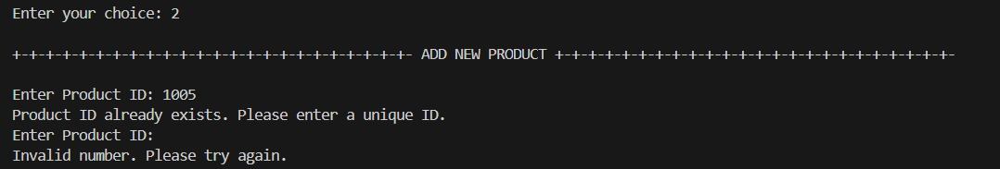 Enter your choice: 2
+-+-+-+-+-+-+-+-+-+-+-+-+-+-+-+-+-+-+-+-+-+-+-+- ADD NEW PRODUCT +-+-+-+-+-+-+-+-+-+-+-+-+-+-+-+-+-+-+-+-+-+-+-+-
Enter Product ID: 1005
Product ID already exists. Please enter a unique ID.
Enter Product ID:
Invalid number. Please try again.